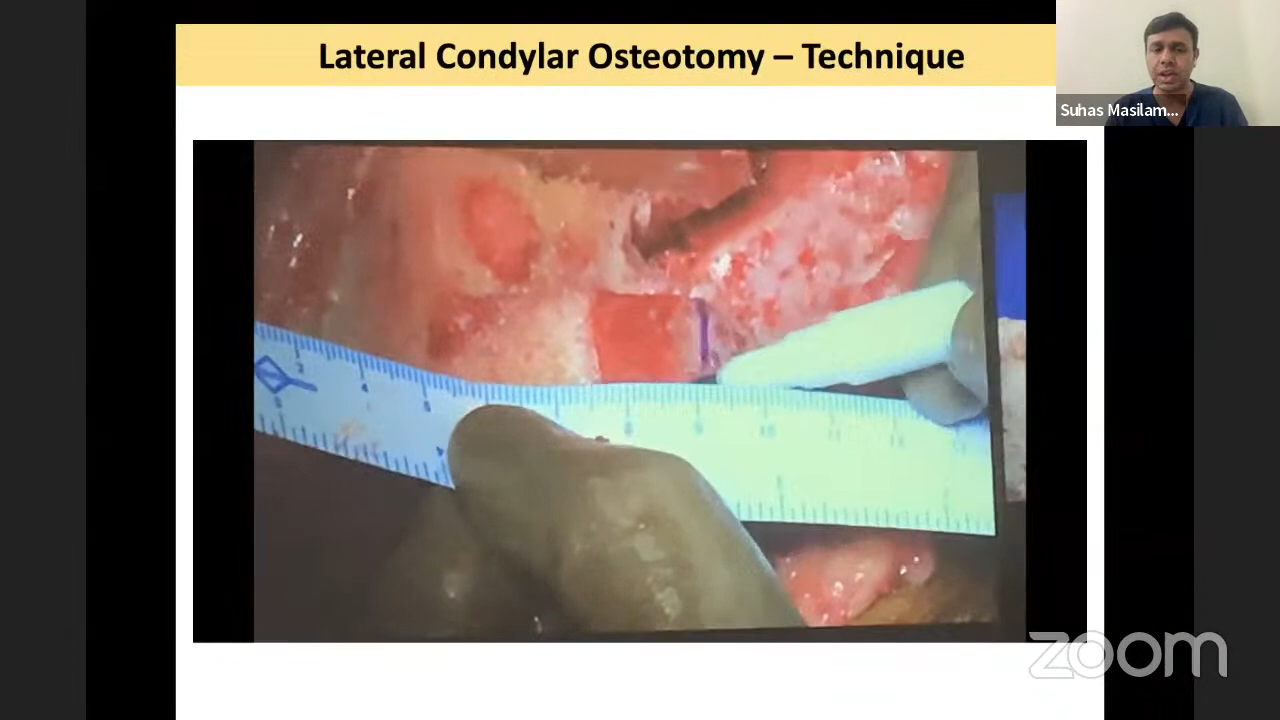 Lateral Condylar Osteotomy – Technique
Suhas Masilam...
zoom